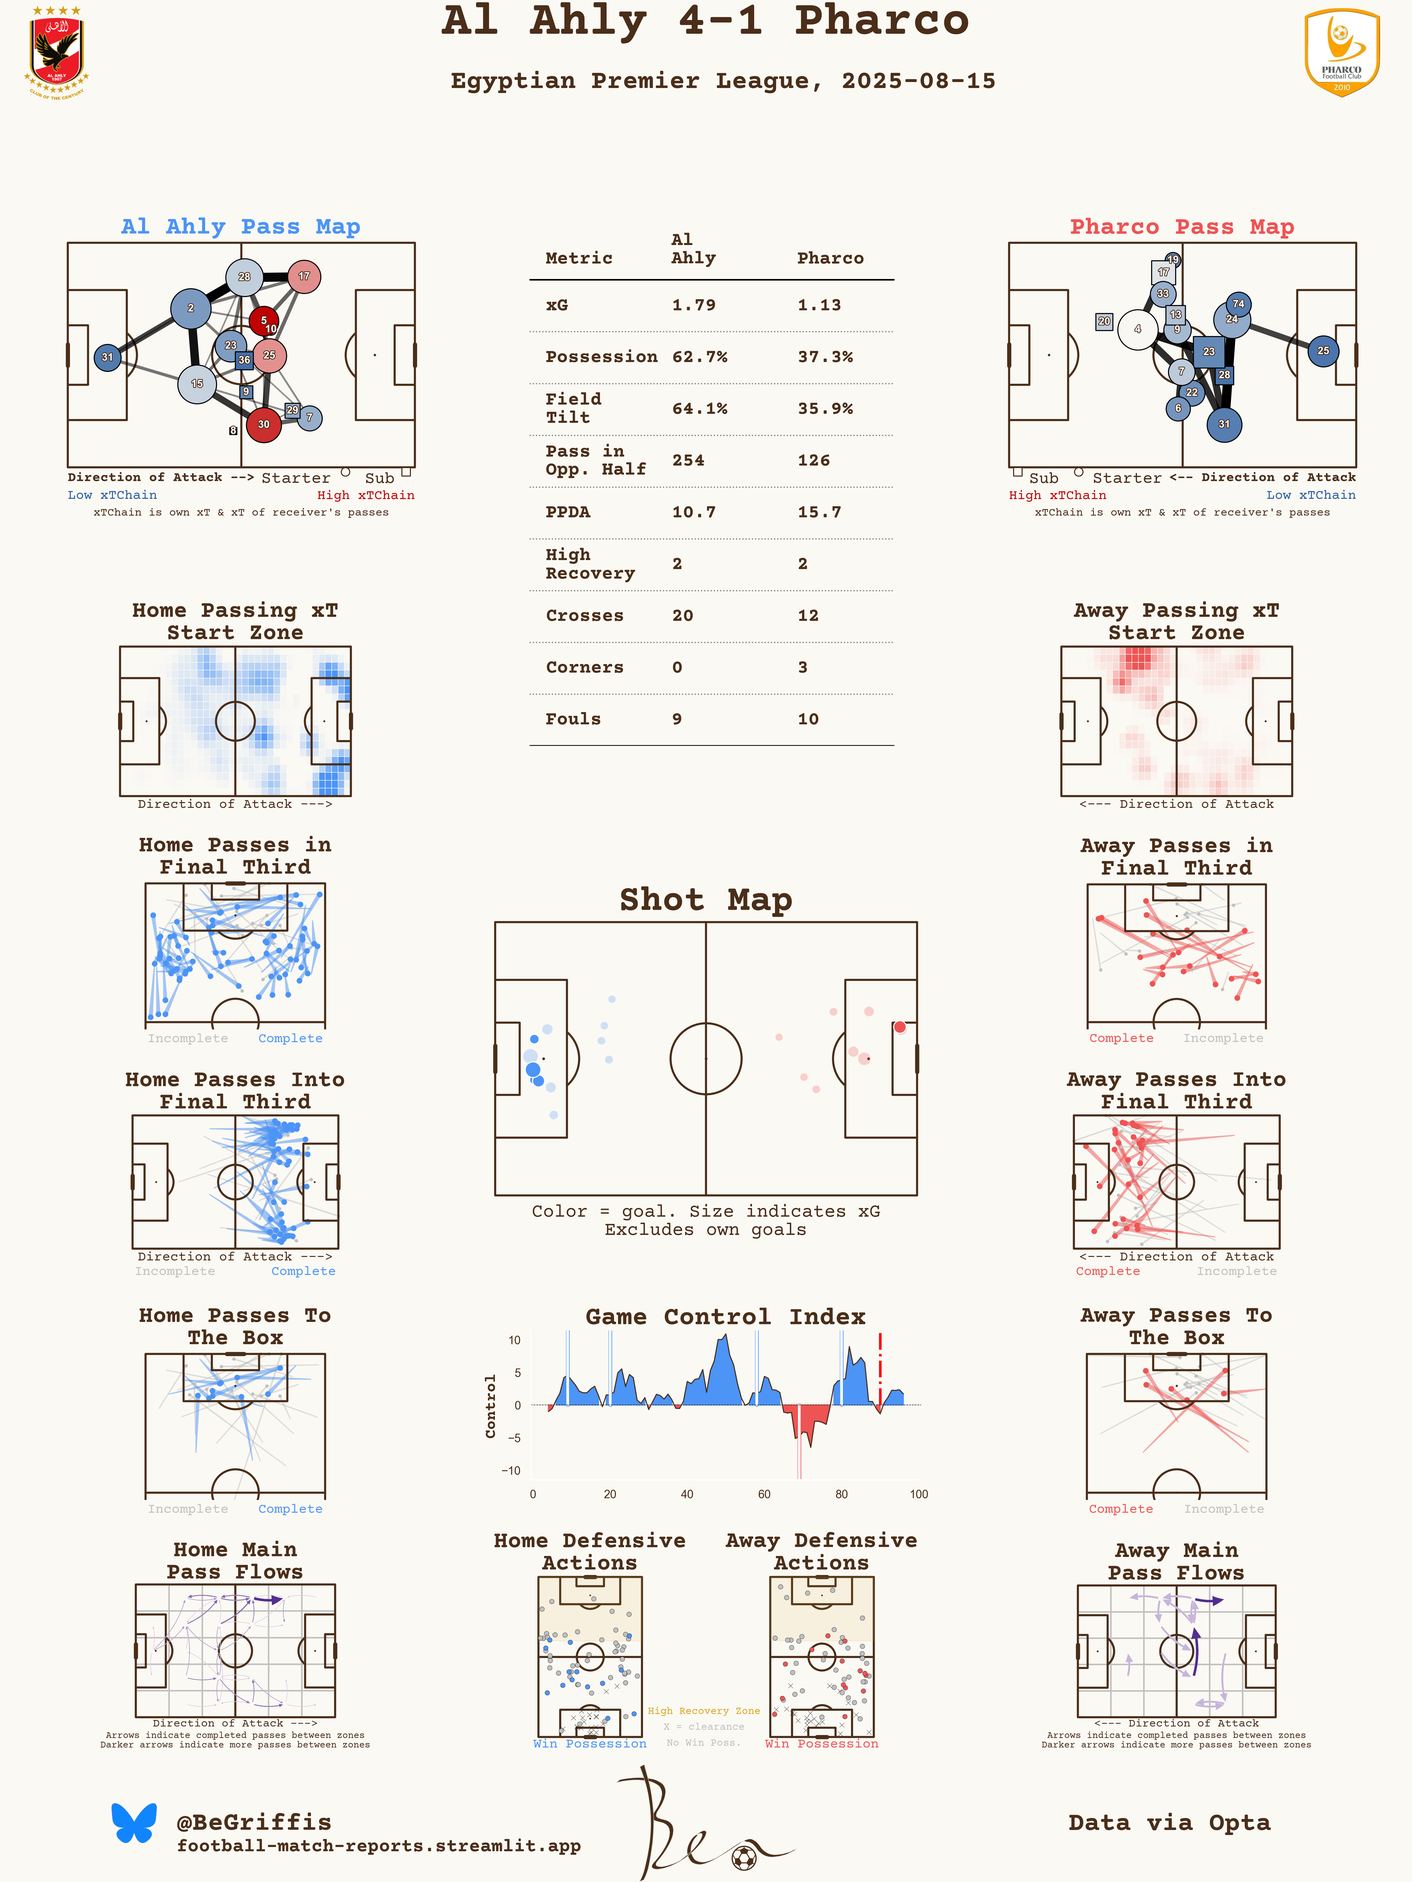 Al Ahly 4-1 Pharco
Egyptian Premier League, 2025-08-15
الأهلي
AL AHLY
1907
CLUB OF THE CENTURY
PHARCO
Football Club
2010
Al Ahly Pass Map
28
17
2
5
10
23
36
25
31
15
9
29
7
30
8
Direction of Attack --> Starter Sub
Low xTChain High xTChain
xTChain is own xT & xT of receiver's passes
Metric Al Ahly Pharco
xG 1.79 1.13
Possession 62.7% 37.3%
Field Tilt 64.1% 35.9%
Pass in Opp. Half 254 126
PPDA 10.7 15.7
High Recovery 2 2
Crosses 20 12
Corners 0 3
Fouls 9 10
Pharco Pass Map
19
17
33
74
20
13
24
4
9
23
25
7
28
22
6
31
Sub Starter <-- Direction of Attack
High xTChain Low xTChain
xTChain is own xT & xT of receiver's passes
Home Passing xT
Start Zone
Direction of Attack --->
Away Passing xT
Start Zone
<--- Direction of Attack
Home Passes in
Final Third
Incomplete Complete
Away Passes in
Final Third
Complete Incomplete
Shot Map
Color = goal. Size indicates xG
Excludes own goals
Home Passes Into
Final Third
Direction of Attack --->
Incomplete Complete
Away Passes Into
Final Third
<--- Direction of Attack
Complete Incomplete
Home Passes To
The Box
Incomplete Complete
Game Control Index
Control
10
5
0
−5
−10
0 20 40 60 80 100
Away Passes To
The Box
Complete Incomplete
Home Main
Pass Flows
Direction of Attack --->
Arrows indicate completed passes between zones
Darker arrows indicate more passes between zones
Home Defensive
Actions
Win Possession
High Recovery Zone
X = clearance
No Win Poss.
Away Defensive
Actions
Win Possession
Away Main
Pass Flows
<--- Direction of Attack
Arrows indicate completed passes between zones
Darker arrows indicate more passes between zones
@BeGriffis
football-match-reports.streamlit.app
Ben
Data via Opta